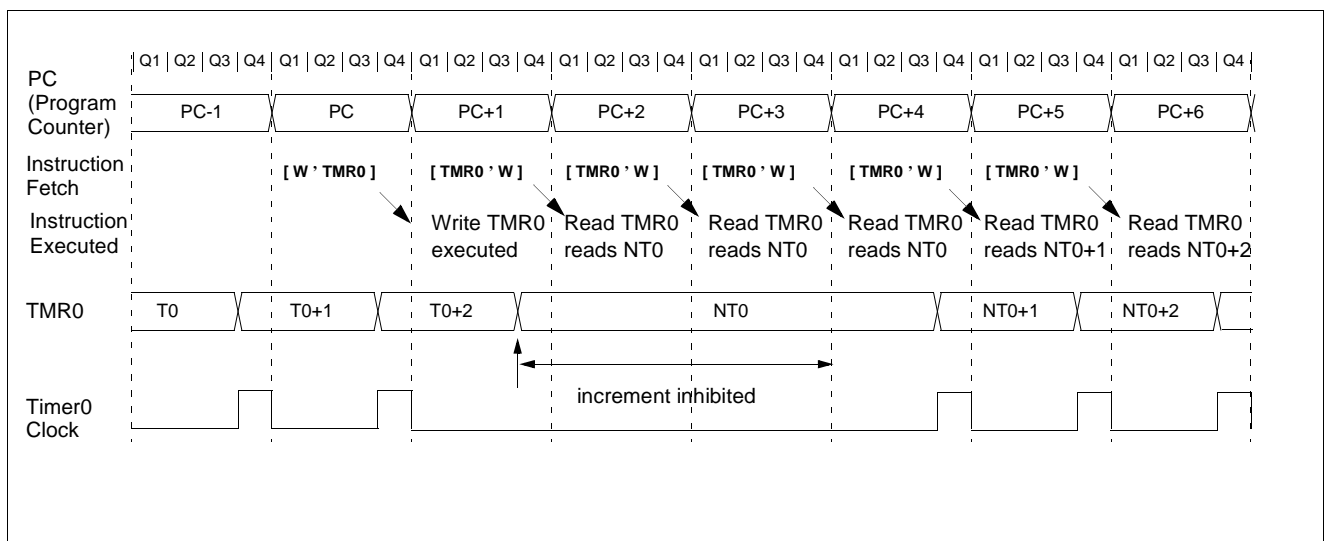 Q1 Q2 Q3 Q4 Q1 Q2 Q3 Q4 Q1 Q2 Q3 Q4 Q1 Q2 Q3 Q4 Q1 Q2 Q3 Q4 Q1 Q2 Q3 Q4 Q1 Q2 Q3 Q4 Q1 Q2 Q3 Q4
PC
(Program
Counter)
PC-1 PC PC+1 PC+2 PC+3 PC+4 PC+5 PC+6
Instruction
Fetch
[ W ’ TMR0 ] [ TMR0 ’ W ] [ TMR0 ’ W ] [ TMR0 ’ W ] [ TMR0 ’ W ] [ TMR0 ’ W ]
Instruction
Executed
Write TMR0 Read TMR0 Read TMR0 Read TMR0 Read TMR0 Read TMR0
executed reads NT0 reads NT0 reads NT0 reads NT0+1 reads NT0+2
TMR0 T0 T0+1 T0+2 NT0 NT0+1 NT0+2
increment inhibited
Timer0
Clock